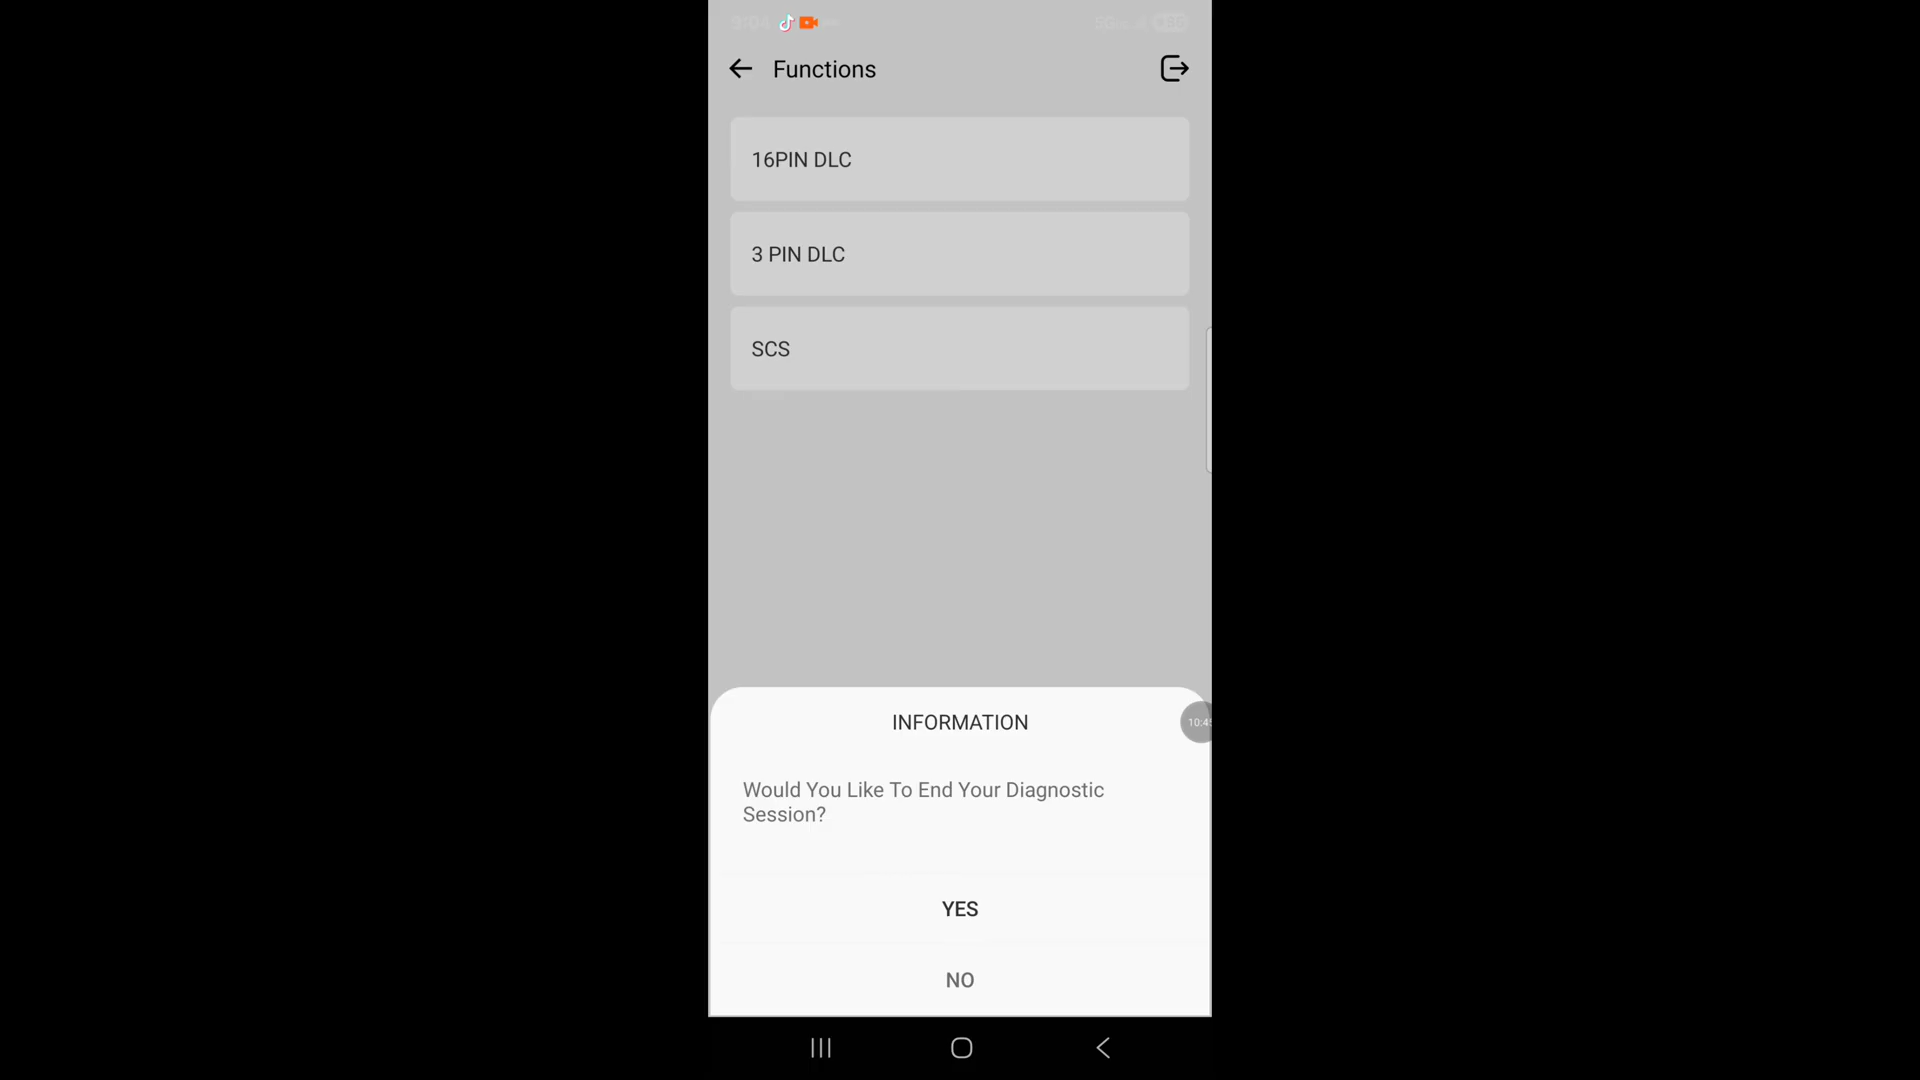 Functions
16PIN DLC
3 PIN DLC
SCS
INFORMATION
Would You Like To End Your Diagnostic
Session?
YES
NO